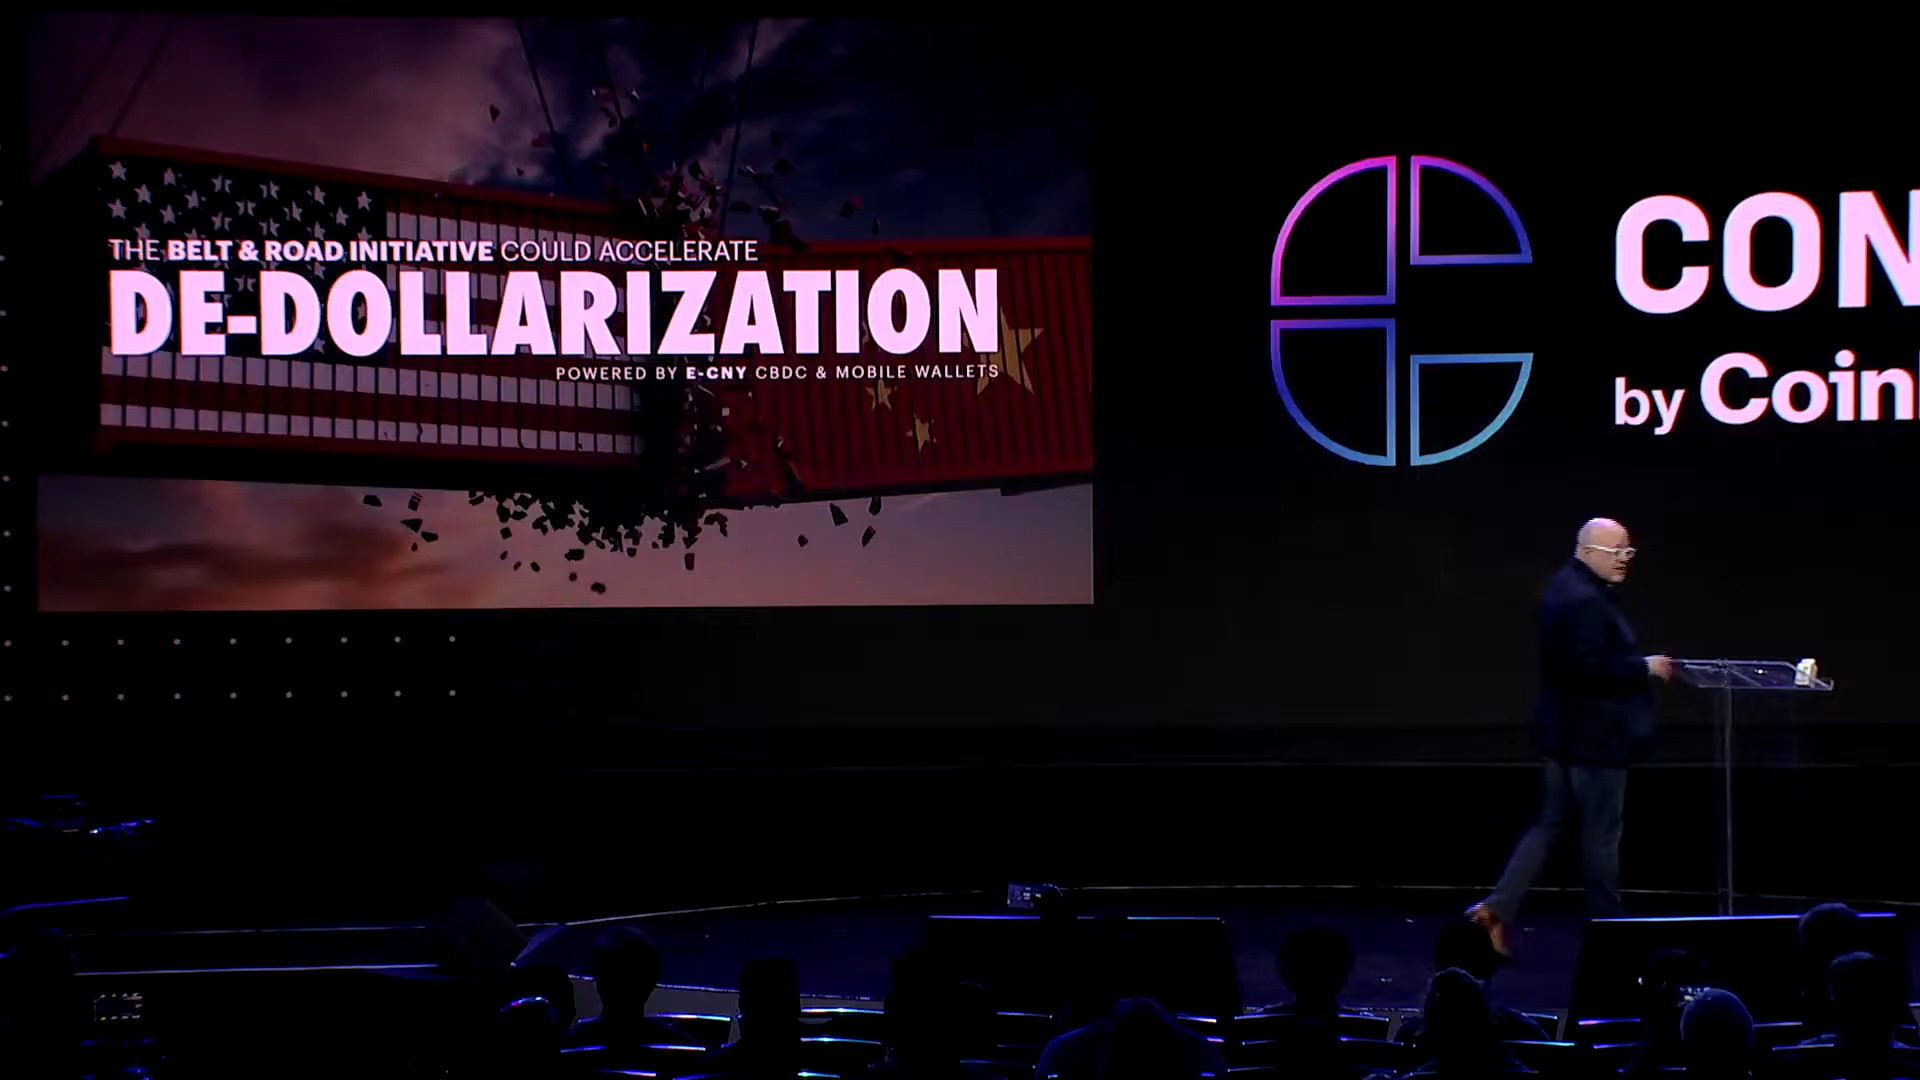 THE BELT & ROAD INITIATIVE COULD ACCELERATE
DE-DOLLARIZATION
POWERED BY E-CNY CBDC & MOBILE WALLETS
CON
by Coin